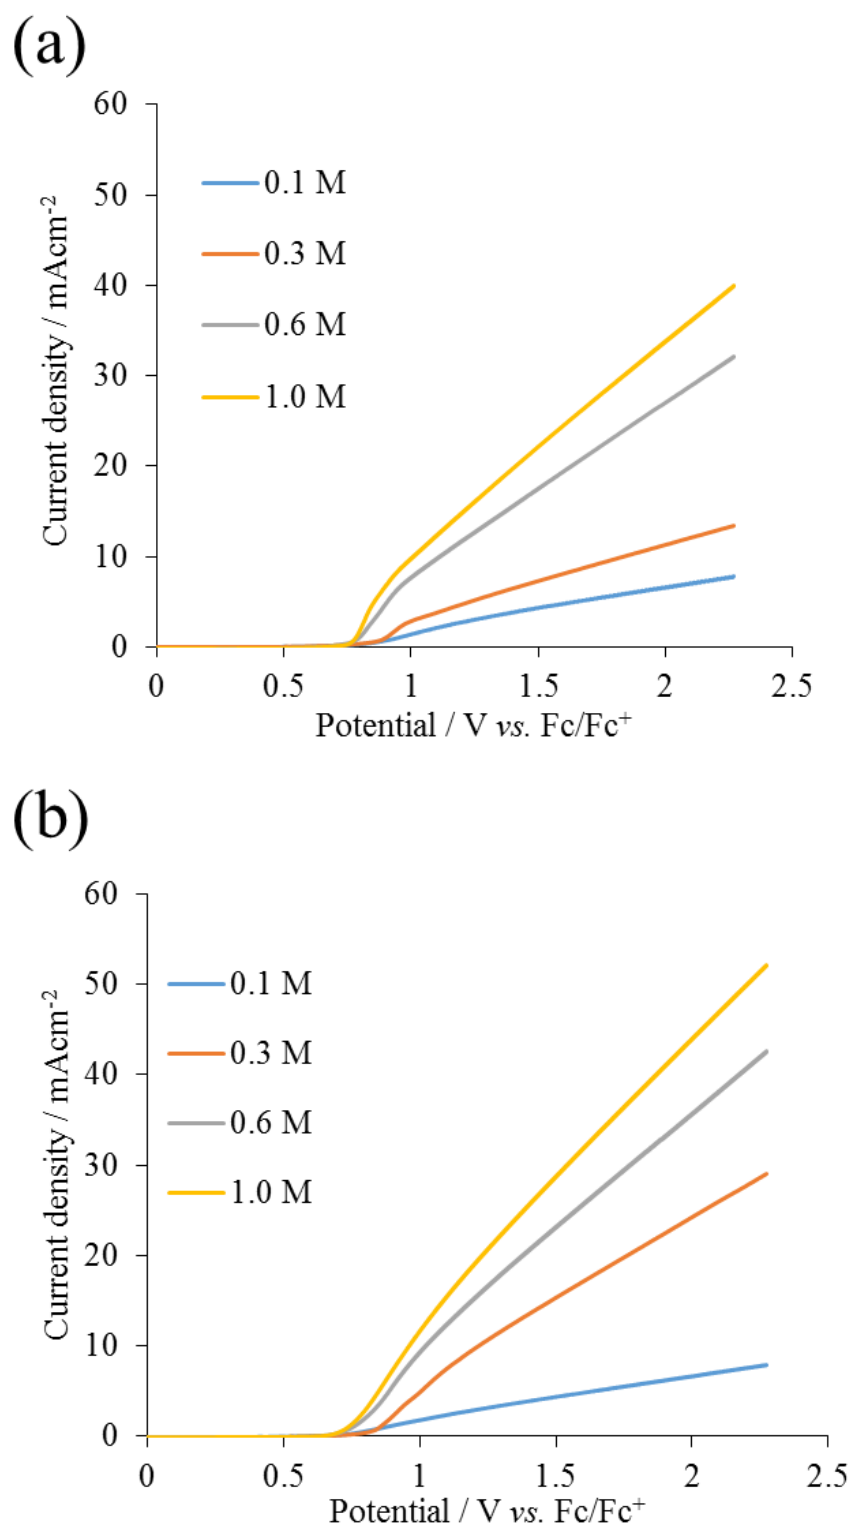 (a)
60
50
40
30
20
10
0
Current density / mAcm⁻²
0.1 M
0.3 M
0.6 M
1.0 M
0 0.5 1 1.5 2 2.5
Potential / V vs. Fc/Fc⁺
(b)
60
50
40
30
20
10
0
Current density / mAcm⁻²
0.1 M
0.3 M
0.6 M
1.0 M
0 0.5 1 1.5 2 2.5
Potential / V vs. Fc/Fc⁺